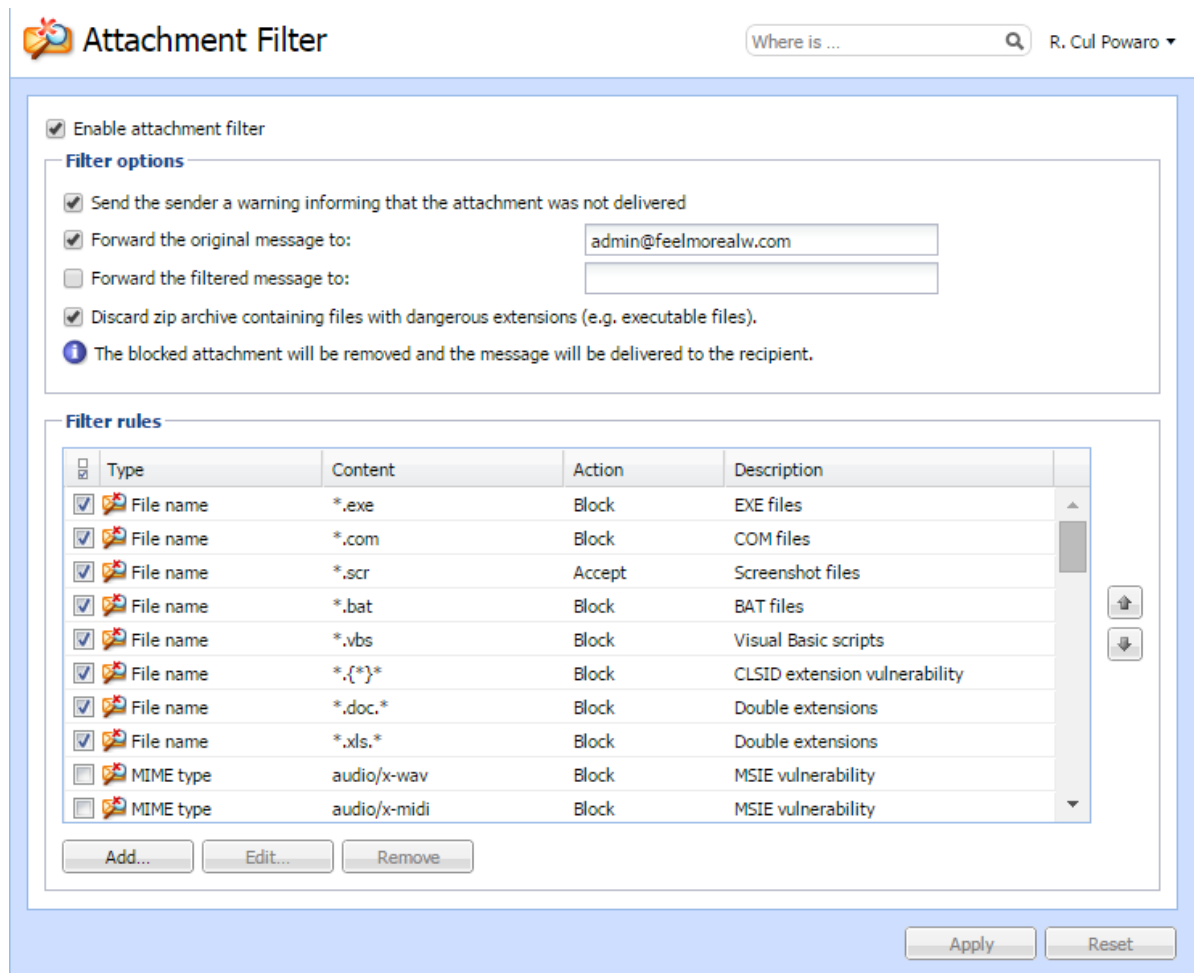 Attachment Filter
Where is ...
R. Cul Powaro
Enable attachment filter
Filter options
Send the sender a warning informing that the attachment was not delivered
Forward the original message to: admin@feelmorealw.com
Forward the filtered message to:
Discard zip archive containing files with dangerous extensions (e.g. executable files).
The blocked attachment will be removed and the message will be delivered to the recipient.
Filter rules
Type Content Action Description
File name *.exe Block EXE files
File name *.com Block COM files
File name *.scr Accept Screenshot files
File name *.bat Block BAT files
File name *.vbs Block Visual Basic scripts
File name *.{*}* Block CLSID extension vulnerability
File name *.doc.* Block Double extensions
File name *.xls.* Block Double extensions
MIME type audio/x-wav Block MSIE vulnerability
MIME type audio/x-midi Block MSIE vulnerability
Add... Edit... Remove
Apply Reset